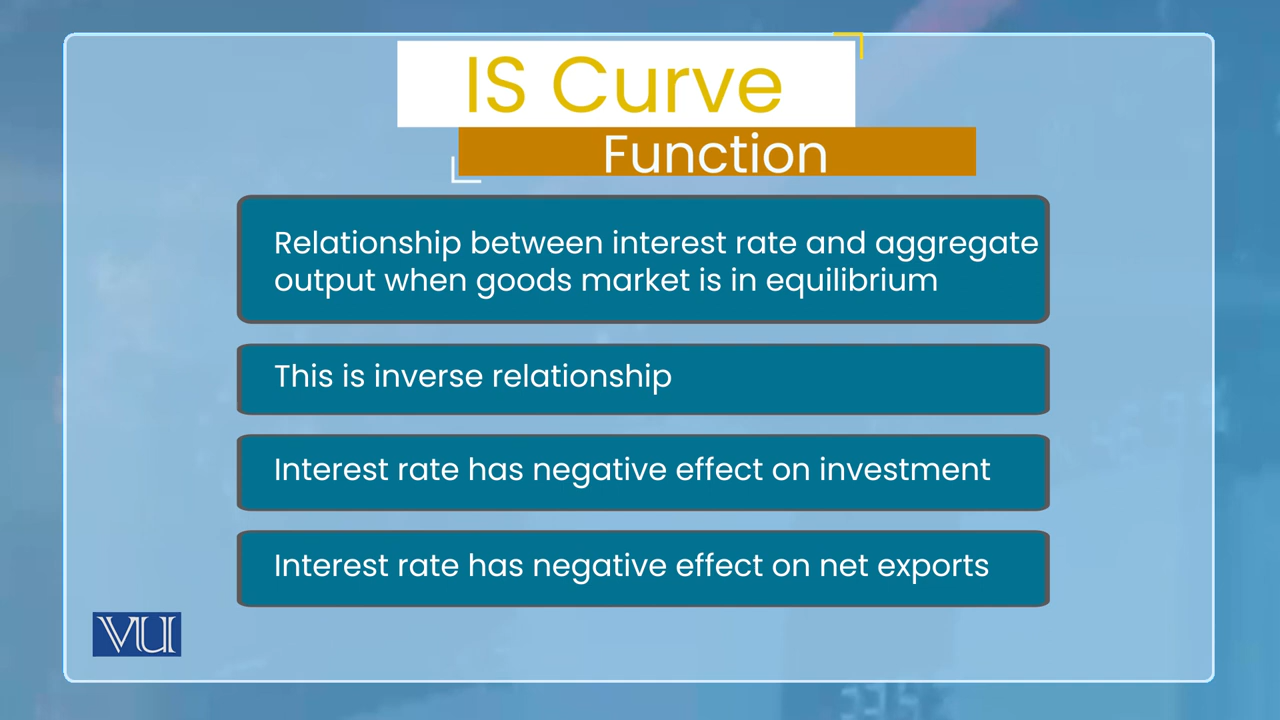 IS Curve
Function
Relationship between interest rate and aggregate
output when goods market is in equilibrium
This is inverse relationship
Interest rate has negative effect on investment
Interest rate has negative effect on net exports
VU